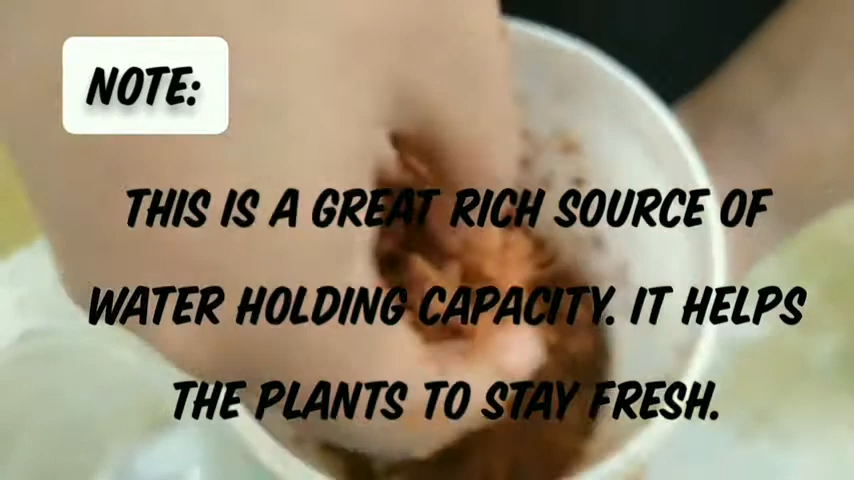 NOTE:
THIS IS A GREAT RICH SOURCE OF
WATER HOLDING CAPACITY. IT HELPS
THE PLANTS TO STAY FRESH.